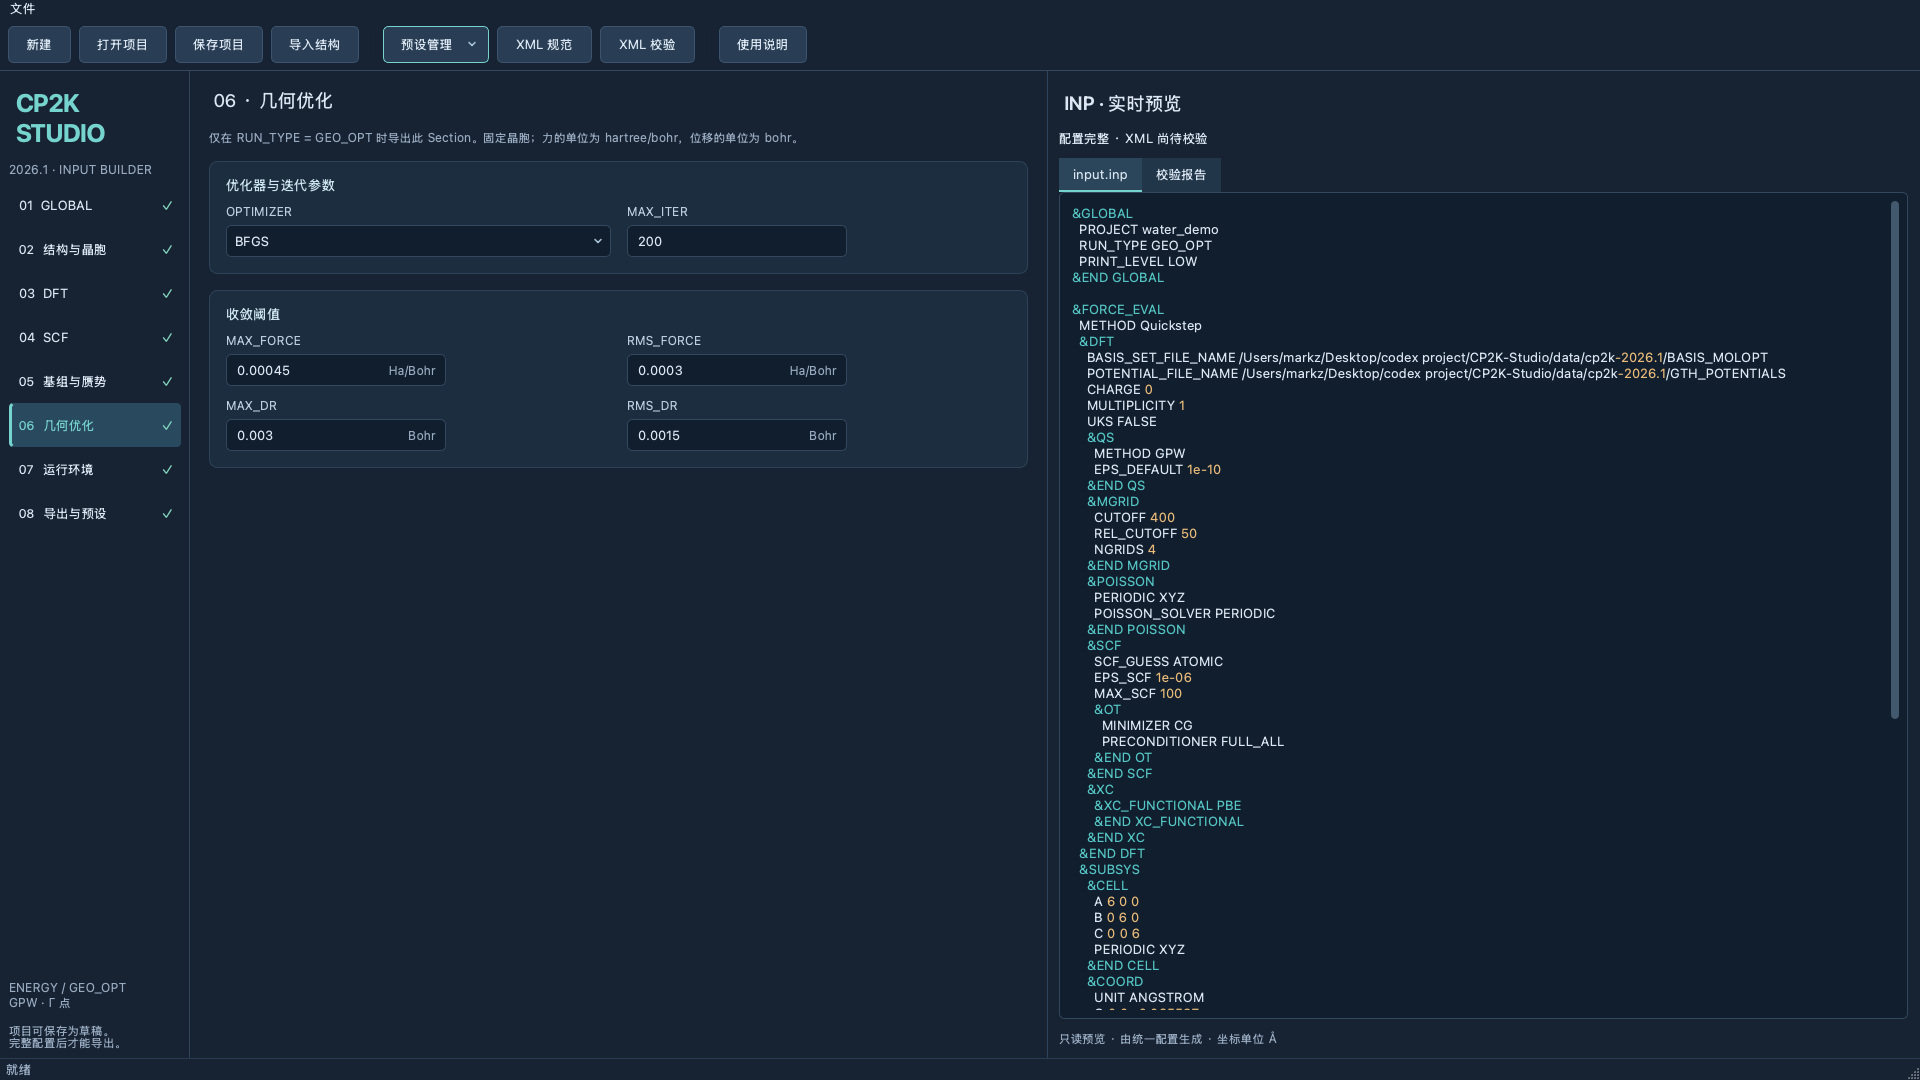 文件
新建
打开项目
保存项目
导入结构
预设管理
XML 规范
XML 校验
使用说明
CP2K
STUDIO
2026.1 · INPUT BUILDER
01 GLOBAL
02 结构与晶胞
03 DFT
04 SCF
05 基组与赝势
06 几何优化
07 运行环境
08 导出与预设
ENERGY / GEO_OPT
GPW · Γ 点
项目可保存为草稿。
完整配置后才能导出。
就绪
06 · 几何优化
仅在 RUN_TYPE = GEO_OPT 时导出此 Section。固定晶胞；力的单位为 hartree/bohr，位移的单位为 bohr。
优化器与迭代参数
OPTIMIZER
MAX_ITER
BFGS
200
收敛阈值
MAX_FORCE
RMS_FORCE
0.00045 Ha/Bohr
0.0003 Ha/Bohr
MAX_DR
RMS_DR
0.003 Bohr
0.0015 Bohr
INP · 实时预览
配置完整 · XML 尚待校验
input.inp
校验报告
&GLOBAL
PROJECT water_demo
RUN_TYPE GEO_OPT
PRINT_LEVEL LOW
&END GLOBAL
&FORCE_EVAL
METHOD Quickstep
&DFT
BASIS_SET_FILE_NAME /Users/markz/Desktop/codex project/CP2K-Studio/data/cp2k-2026.1/BASIS_MOLOPT
POTENTIAL_FILE_NAME /Users/markz/Desktop/codex project/CP2K-Studio/data/cp2k-2026.1/GTH_POTENTIALS
CHARGE 0
MULTIPLICITY 1
UKS FALSE
&QS
METHOD GPW
EPS_DEFAULT 1e-10
&END QS
&MGRID
CUTOFF 400
REL_CUTOFF 50
NGRIDS 4
&END MGRID
&POISSON
PERIODIC XYZ
POISSON_SOLVER PERIODIC
&END POISSON
&SCF
SCF_GUESS ATOMIC
EPS_SCF 1e-06
MAX_SCF 100
&OT
MINIMIZER CG
PRECONDITIONER FULL_ALL
&END OT
&END SCF
&XC
&XC_FUNCTIONAL PBE
&END XC_FUNCTIONAL
&END XC
&END DFT
&SUBSYS
&CELL
A 6 0 0
B 0 6 0
C 0 0 6
PERIODIC XYZ
&END CELL
&COORD
UNIT ANGSTROM
只读预览 · 由统一配置生成 · 坐标单位 Å